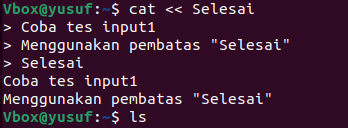 Vbox@yusuf:~$ cat << Selesai
> Coba tes input1
> Menggunakan pembatas "Selesai"
> Selesai
Coba tes input1
Menggunakan pembatas "Selesai"
Vbox@yusuf:~$ ls